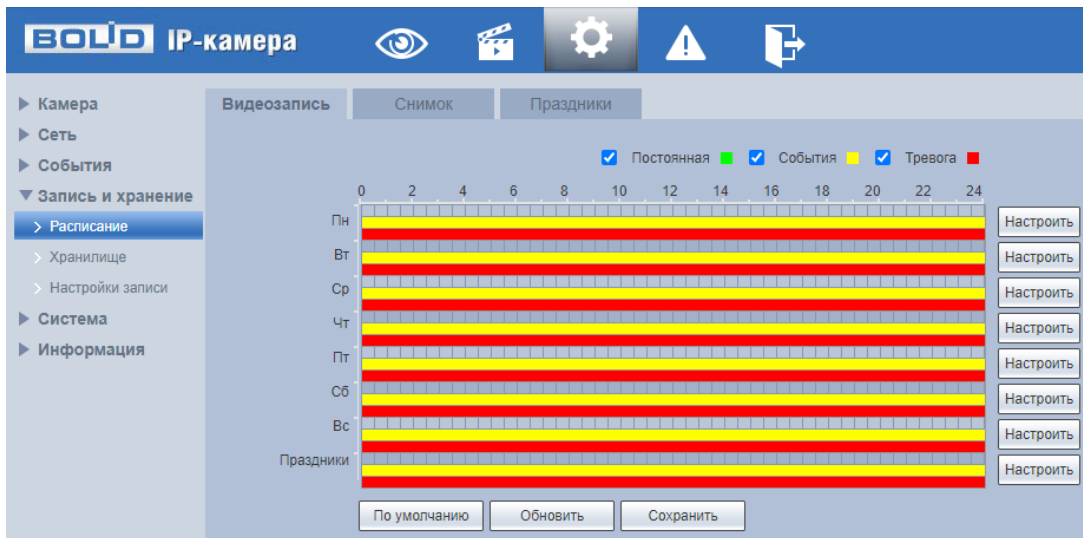 BOLID IP-камера
Камера
Сеть
События
Запись и хранение
Расписание
Хранилище
Настройки записи
Система
Информация
Видеозапись Снимок Праздники
Постоянная События Тревога
0 2 4 6 8 10 12 14 16 18 20 22 24
Пн Настроить
Вт Настроить
Ср Настроить
Чт Настроить
Пт Настроить
Сб Настроить
Вс Настроить
Праздники Настроить
По умолчанию Обновить Сохранить